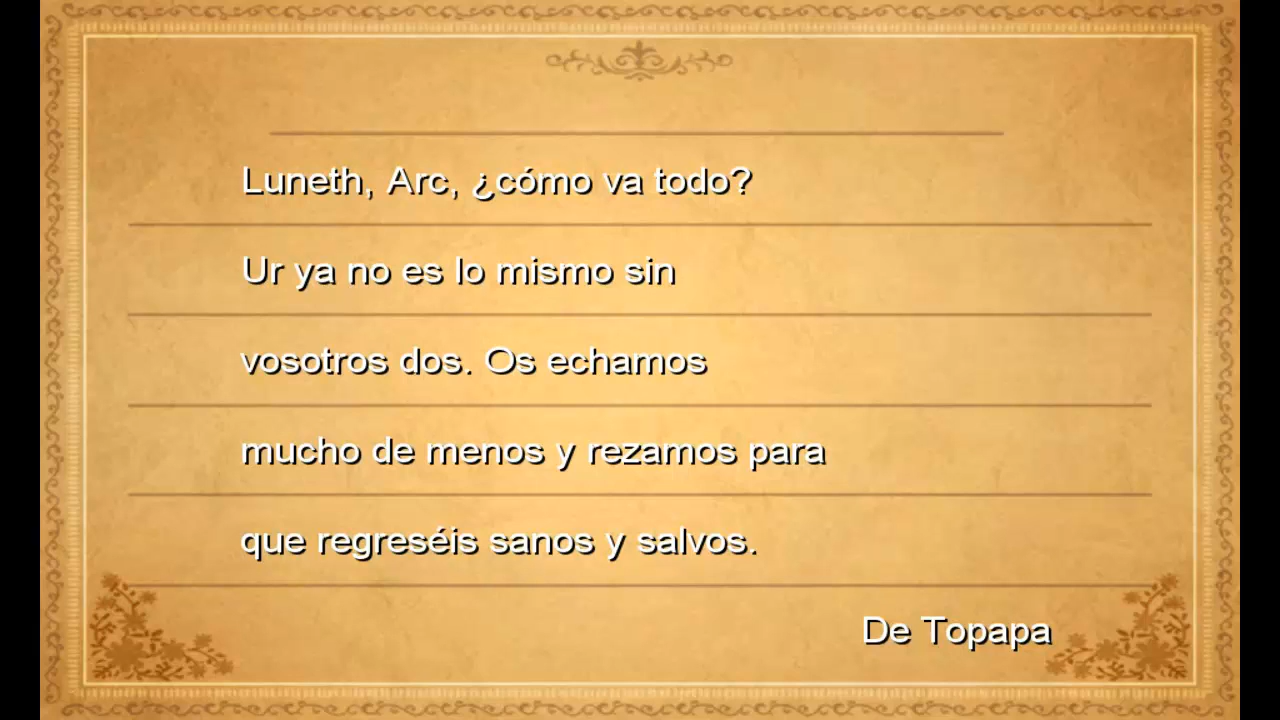 Luneth, Arc, ¿cómo va todo?
Ur ya no es lo mismo sin
vosotros dos. Os echamos
mucho de menos y rezamos para
que regreséis sanos y salvos.
De Topapa